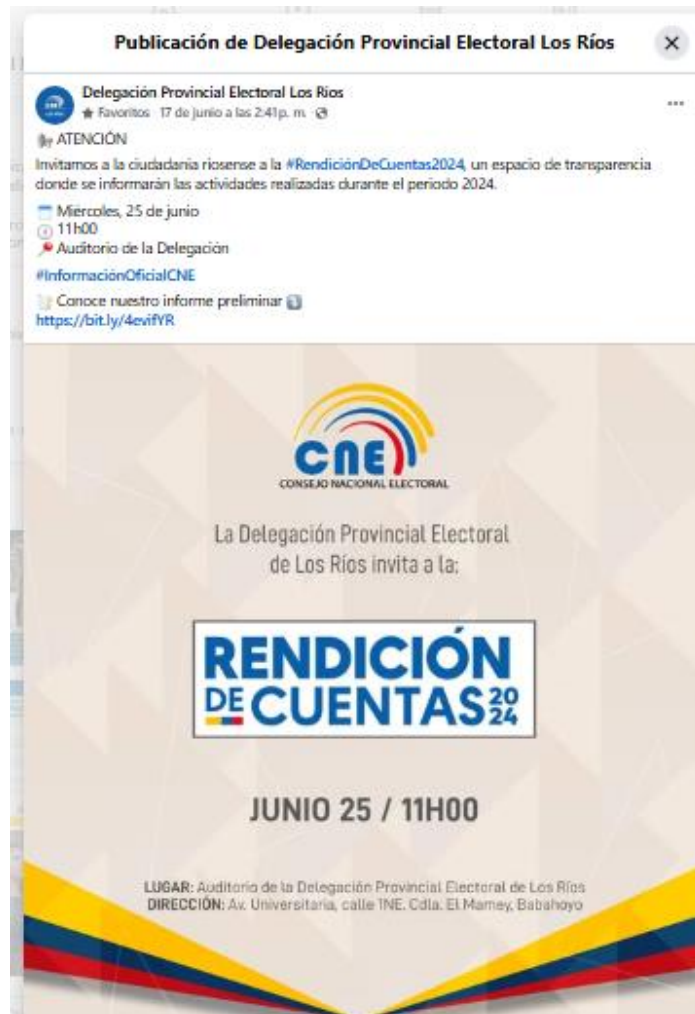 Publicación de Delegación Provincial Electoral Los Ríos
Delegación Provincial Electoral Los Ríos
Favoritos · 17 de junio a las 2:41 p. m. ·
ATENCIÓN
Invitamos a la ciudadanía riosense a la #RendiciónDeCuentas2024, un espacio de transparencia
donde se informarán las actividades realizadas durante el periodo 2024.
Miércoles, 25 de junio
11h00
Auditorio de la Delegación
#InformaciónOficialCNE
Conoce nuestro informe preliminar
https://bit.ly/4evifYR
CNE
CONSEJO NACIONAL ELECTORAL
La Delegación Provincial Electoral
de Los Ríos invita a la:
RENDICIÓN
DE CUENTAS 2024
JUNIO 25 / 11H00
LUGAR: Auditorio de la Delegación Provincial Electoral de Los Ríos
DIRECCIÓN: Av. Universitaria, calle 1NE. Cdla. El Mamey, Babahoyo